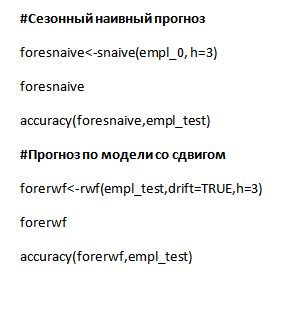 #Сезонный наивный прогноз
foresnaive<-snaive(empl_0, h=3)
foresnaive
accuracy(foresnaive,empl_test)
#Прогноз по модели со сдвигом
forerwf<-rwf(empl_test,drift=TRUE,h=3)
forerwf
accuracy(forerwf,empl_test)